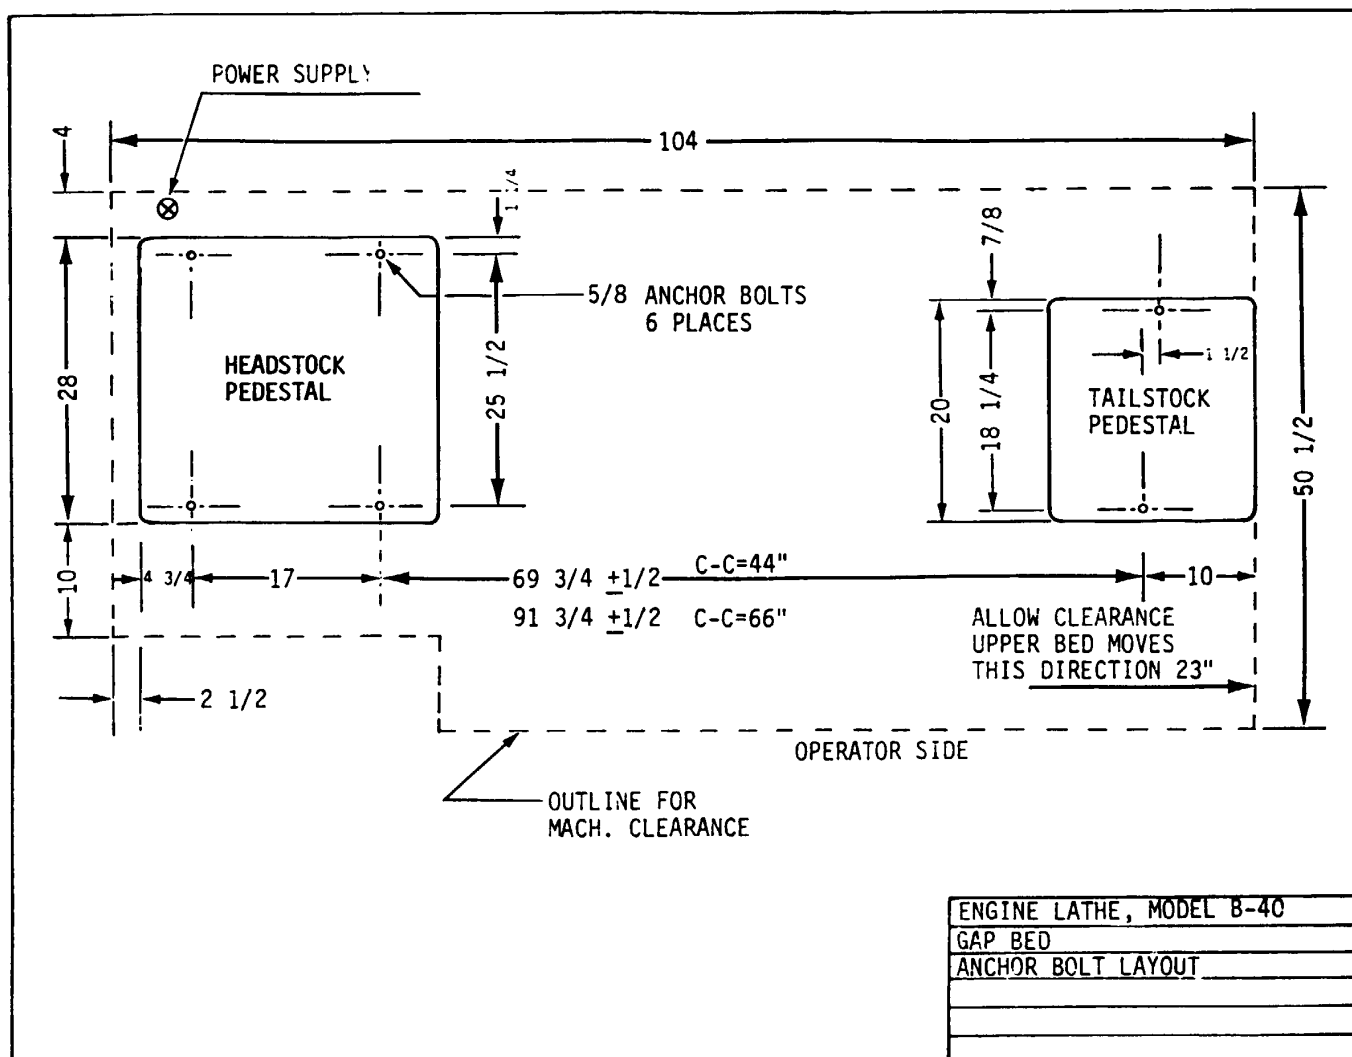 POWER SUPPLY
4
104
1 1/4
7/8
5/8 ANCHOR BOLTS
6 PLACES
28
HEADSTOCK
PEDESTAL
25 1/2
20
18 1/4
1 1/2
TAILSTOCK
PEDESTAL
50 1/2
10
4 3/4
17
69 3/4 ±1/2 C-C=44"
91 3/4 ±1/2 C-C=66"
10
ALLOW CLEARANCE
UPPER BED MOVES
THIS DIRECTION 23"
2 1/2
OPERATOR SIDE
OUTLINE FOR
MACH. CLEARANCE
ENGINE LATHE, MODEL B-40
GAP BED
ANCHOR BOLT LAYOUT